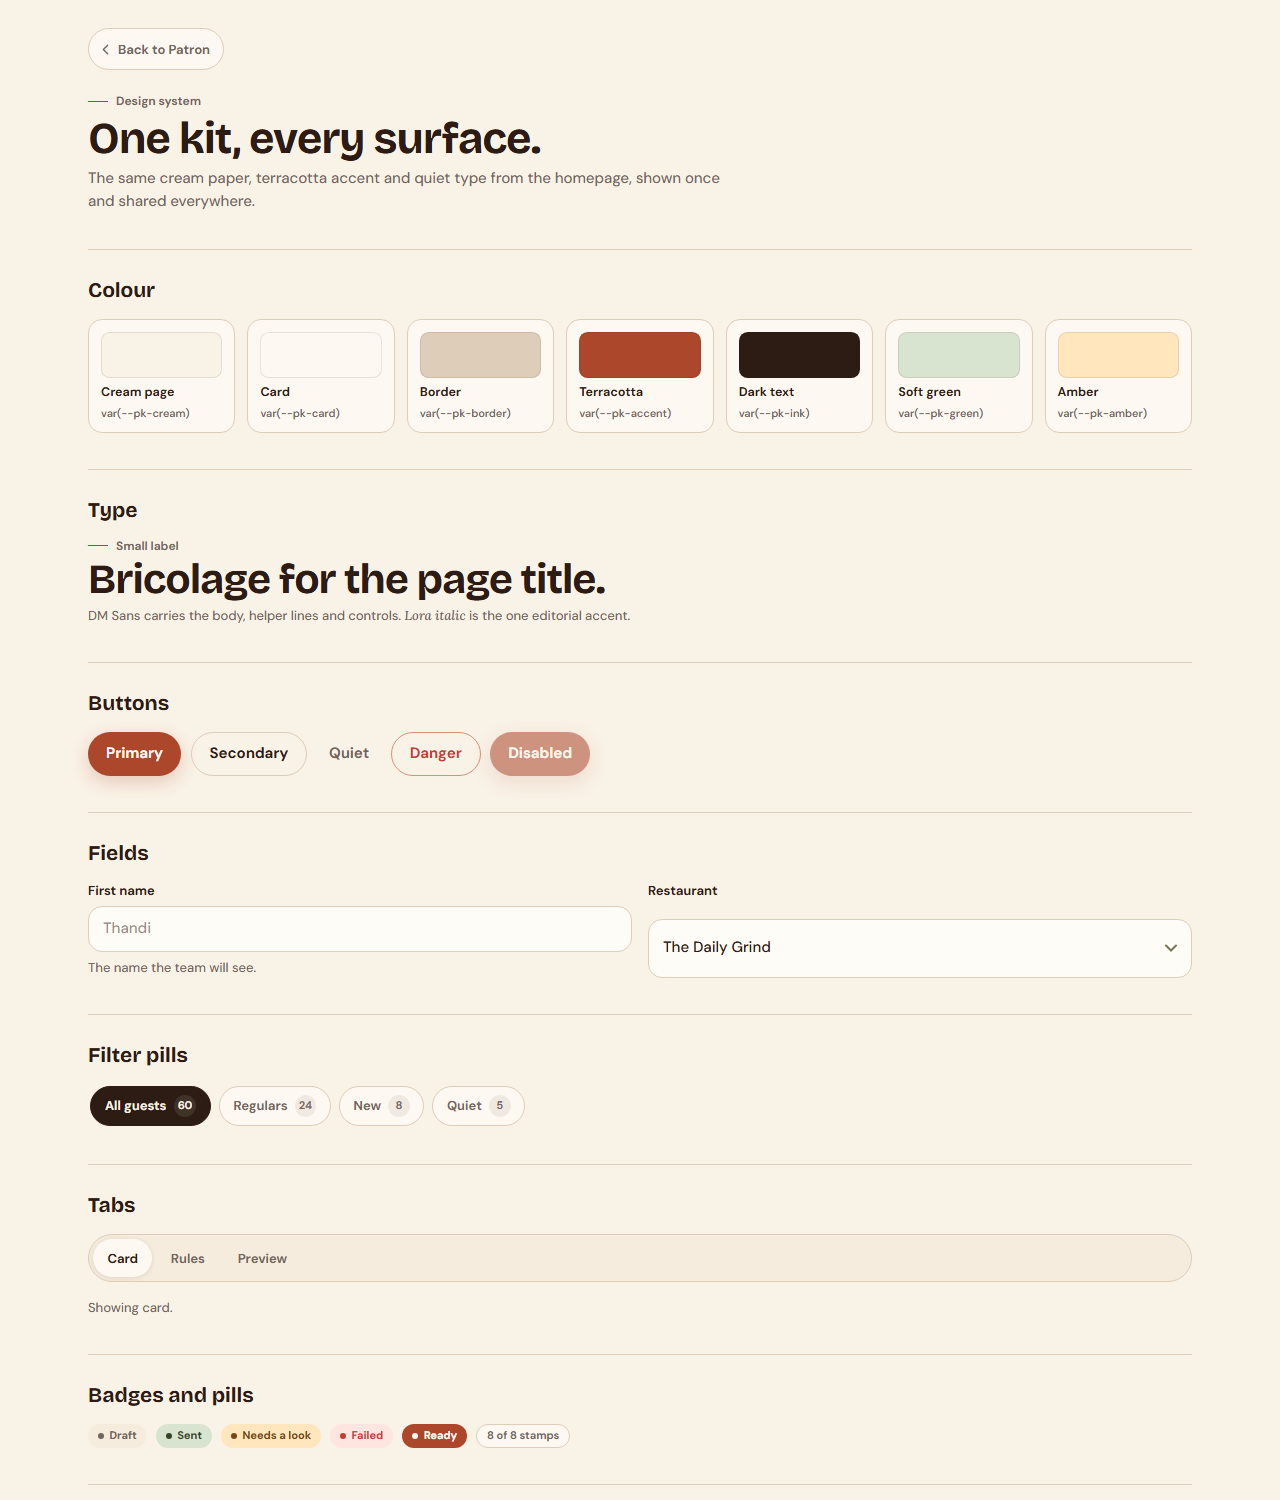 Back to Patron
Design system
One kit, every surface.
The same cream paper, terracotta accent and quiet type from the homepage, shown once
and shared everywhere.
Colour
Cream page
var(--pk-cream)
Card
var(--pk-card)
Border
var(--pk-border)
Terracotta
var(--pk-accent)
Dark text
var(--pk-ink)
Soft green
var(--pk-green)
Amber
var(--pk-amber)
Type
Small label
Bricolage for the page title.
DM Sans carries the body, helper lines and controls. Lora italic is the one editorial accent.
Buttons
Primary
Secondary
Quiet
Danger
Disabled
Fields
First name
Thandi
The name the team will see.
Restaurant
The Daily Grind
Filter pills
All guests 60
Regulars 24
New 8
Quiet 5
Tabs
Card
Rules
Preview
Showing card.
Badges and pills
Draft
Sent
Needs a look
Failed
Ready
8 of 8 stamps